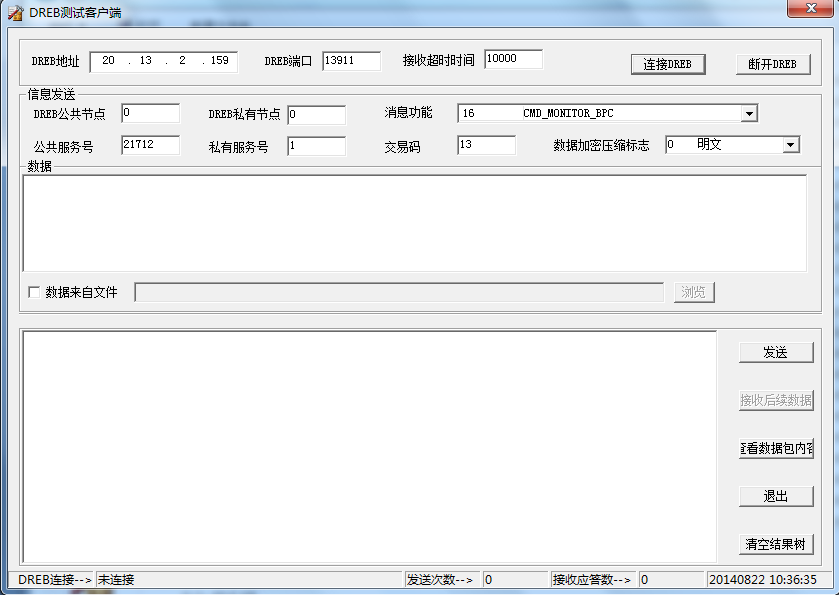 DREB测试客户端
DREB地址 20 . 13 . 2 . 159 DREB端口 13911 接收超时时间 10000 连接DREB 断开DREB
信息发送
DREB公共节点 0 DREB私有节点 0 消息功能 16 CMD_MONITOR_BPC
公共服务号 21712 私有服务号 1 交易码 13 数据加密压缩标志 0 明文
数据
数据来自文件 浏览
发送
接收后续数据
查看数据包内容
退出
清空结果树
DREB连接--> 未连接 发送次数--> 0 接收应答数--> 0 20140822 10:36:35